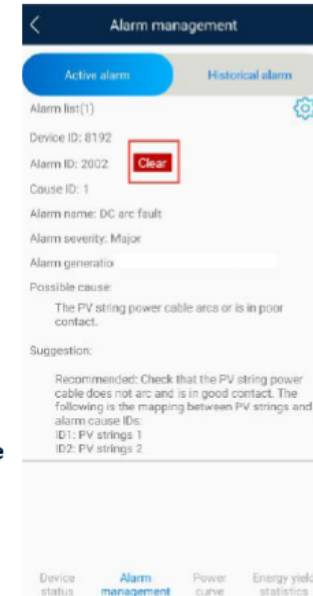 Alarm management
Active alarm Historical alarm
Alarm list(1)
Device ID: 8192
Alarm ID: 2002 Clear
Cause ID: 1
Alarm name: DC arc fault
Alarm severity: Major
Alarm generatio
Possible cause:
The PV string power cable arcs or is in poor
contact.
Suggestion:
Recommended: Check that the PV string power
cable does not arc and is in good contact. The
following is the mapping between PV strings and
alarm cause IDs:
ID1: PV strings 1
ID2: PV strings 2
e
Device status Alarm management Power curve Energy yield statistics